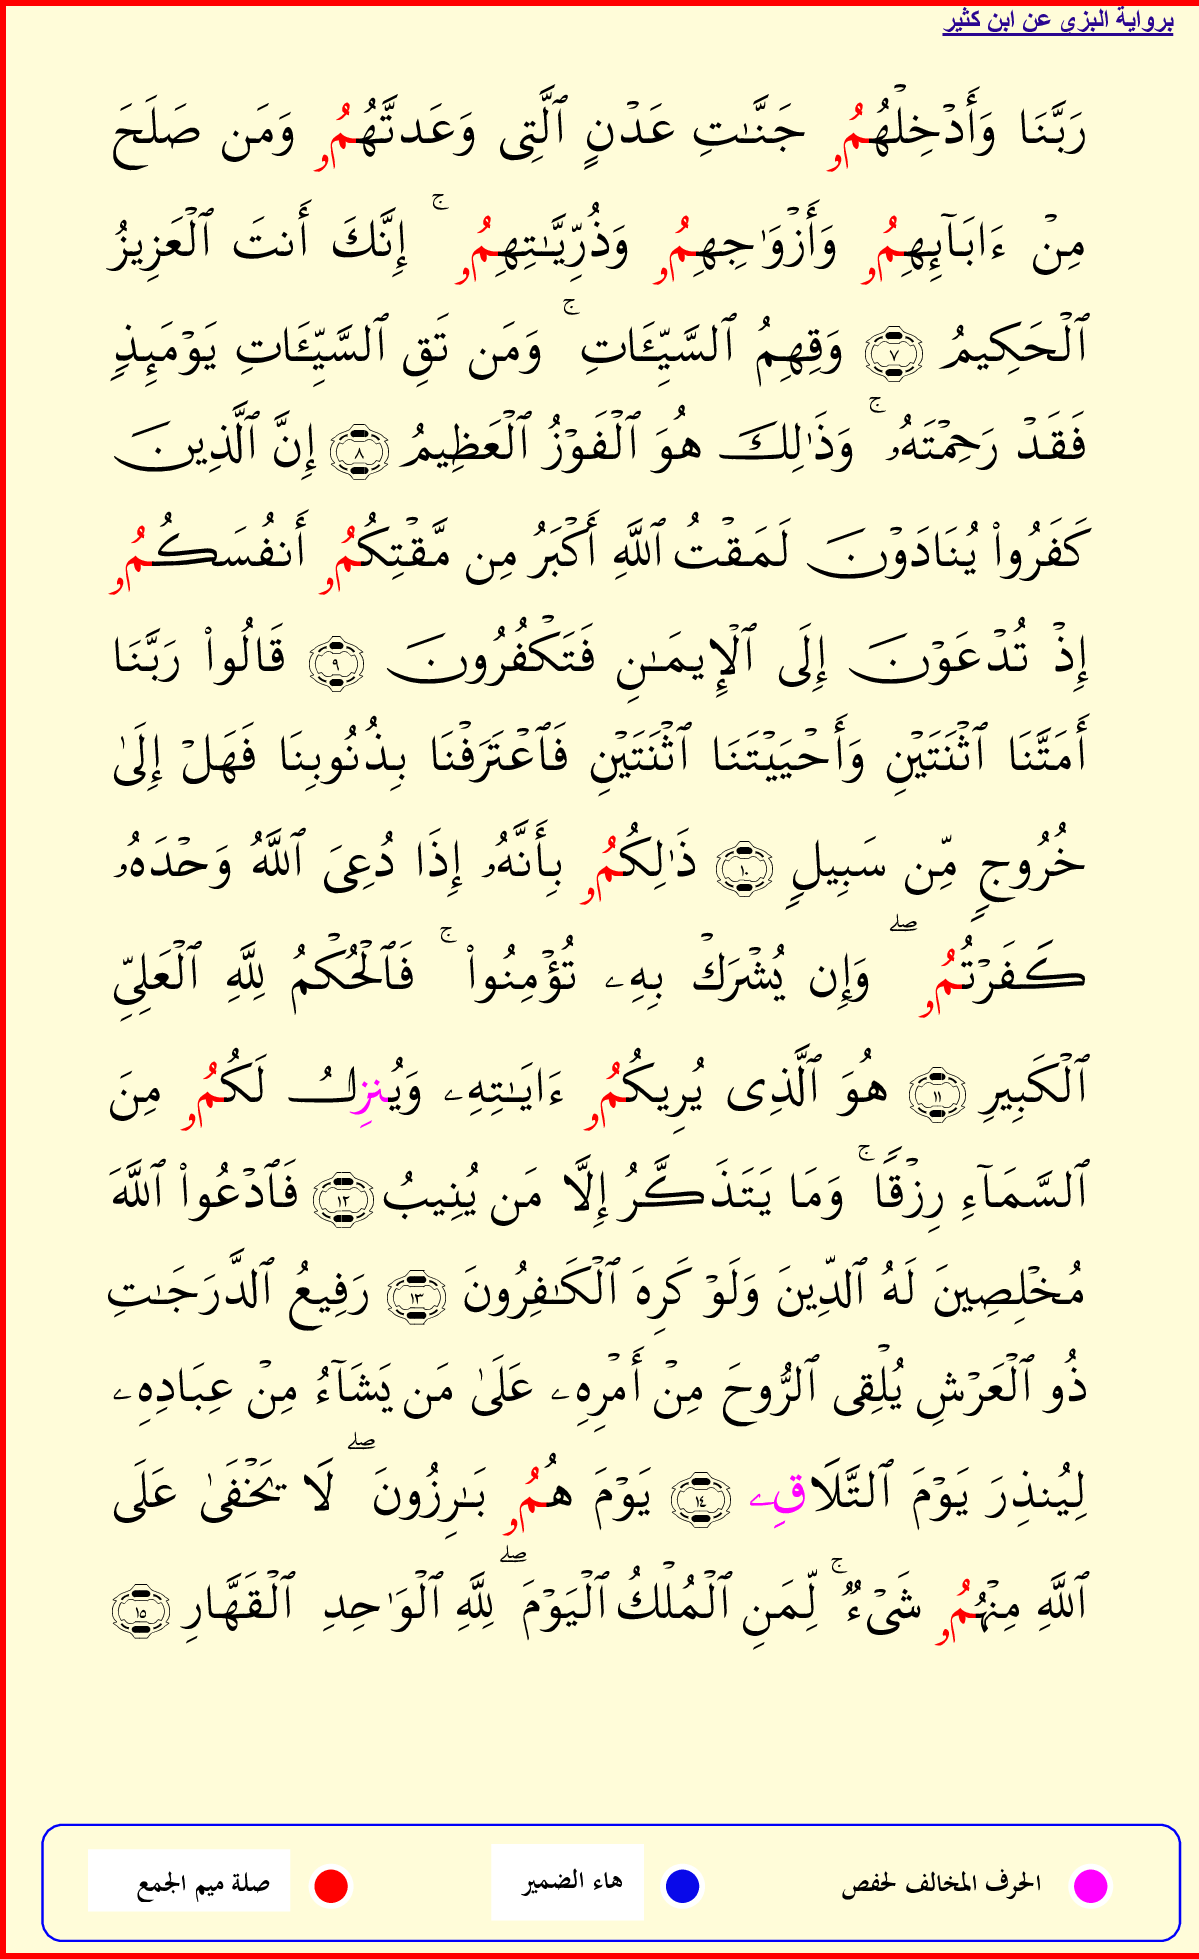 برواية البزى عن ابن كثير
رَبَّنَا وَأَدۡخِلۡهُمُۥ جَنَّٰتِ عَدۡنٍ ٱلَّتِى وَعَدتَّهُمُۥ وَمَن صَلَحَ
مِنۡ ءَابَآئِهِمُۥ وَأَزۡوَٰجِهِمُۥ وَذُرِّيَّٰتِهِمُۥ ۚ إِنَّكَ أَنتَ ٱلۡعَزِيزُ
ٱلۡحَكِيمُ ٧ وَقِهِمُ ٱلسَّيِّـَٔاتِ ۚ وَمَن تَقِ ٱلسَّيِّـَٔاتِ يَوۡمَئِذٍ
فَقَدۡ رَحِمۡتَهُۥ ۚ وَذَٰلِكَ هُوَ ٱلۡفَوۡزُ ٱلۡعَظِيمُ ٨ إِنَّ ٱلَّذِينَ
كَفَرُواْ يُنَادَوۡنَ لَمَقۡتُ ٱللَّهِ أَكۡبَرُ مِن مَّقۡتِكُمُۥ أَنفُسَكُمُۥ
إِذۡ تُدۡعَوۡنَ إِلَى ٱلۡإِيمَٰنِ فَتَكۡفُرُونَ ٩ قَالُواْ رَبَّنَا
أَمَتَّنَا ٱثۡنَتَيۡنِ وَأَحۡيَيۡتَنَا ٱثۡنَتَيۡنِ فَٱعۡتَرَفۡنَا بِذُنُوبِنَا فَهَلۡ إِلَىٰ
خُرُوجٍ مِّن سَبِيلٍ ١٠ ذَٰلِكُمُۥ بِأَنَّهُۥ إِذَا دُعِىَ ٱللَّهُ وَحۡدَهُۥ
كَفَرۡتُمُۥ ۖ وَإِن يُشۡرَكۡ بِهِۦ تُؤۡمِنُواْ ۚ فَٱلۡحُكۡمُ لِلَّهِ ٱلۡعَلِىِّ
ٱلۡكَبِيرِ ١١ هُوَ ٱلَّذِى يُرِيكُمُۥ ءَايَٰتِهِۦ وَيُنزِلُ لَكُمُۥ مِنَ
ٱلسَّمَآءِ رِزۡقًا ۚ وَمَا يَتَذَكَّرُ إِلَّا مَن يُنِيبُ ١٢ فَٱدۡعُواْ ٱللَّهَ
مُخۡلِصِينَ لَهُ ٱلدِّينَ وَلَوۡ كَرِهَ ٱلۡكَٰفِرُونَ ١٣ رَفِيعُ ٱلدَّرَجَٰتِ
ذُو ٱلۡعَرۡشِ يُلۡقِى ٱلرُّوحَ مِنۡ أَمۡرِهِۦ عَلَىٰ مَن يَشَآءُ مِنۡ عِبَادِهِۦ
لِيُنذِرَ يَوۡمَ ٱلتَّلَاقِۦ ١٤ يَوۡمَ هُمُۥ بَٰرِزُونَ ۖ لَا يَخۡفَىٰ عَلَى
ٱللَّهِ مِنۡهُمُۥ شَىۡءٌ ۚ لِّمَنِ ٱلۡمُلۡكُ ٱلۡيَوۡمَ ۖ لِلَّهِ ٱلۡوَٰحِدِ ٱلۡقَهَّارِ ١٥
الحرف المخالف لحفص هاء الضمير صلة ميم الجمع